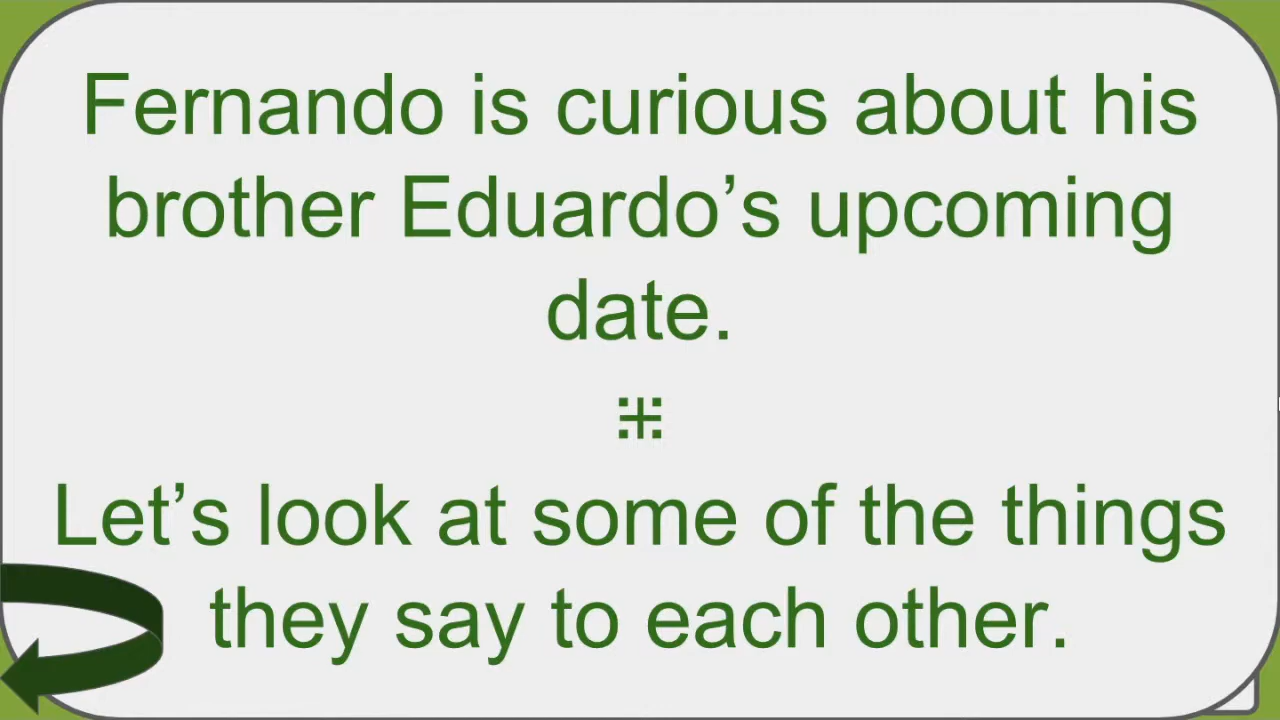 Fernando is curious about his
brother Eduardo’s upcoming
date.
⁜
Let’s look at some of the things
they say to each other.